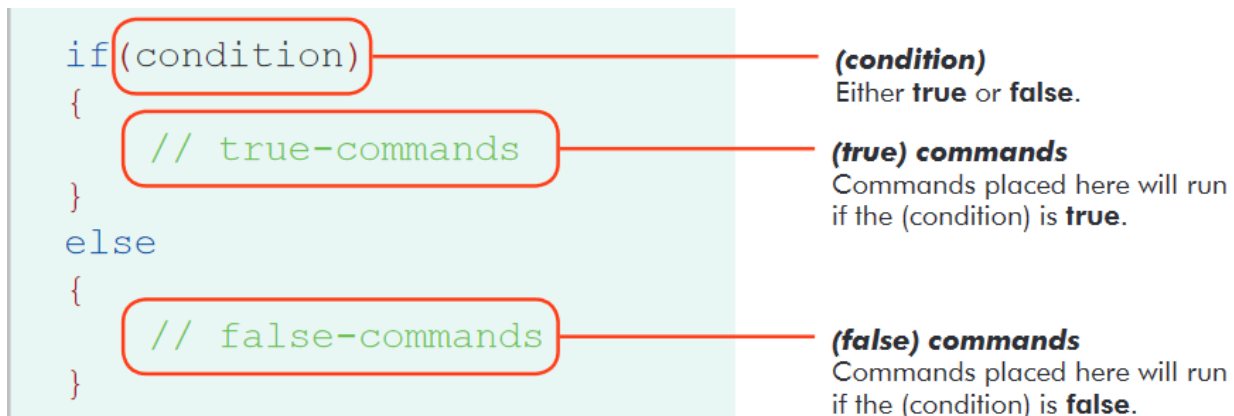 if(condition)
{
// true-commands
}
else
{
// false-commands
}
(condition)
Either true or false.
(true) commands
Commands placed here will run
if the (condition) is true.
(false) commands
Commands placed here will run
if the (condition) is false.